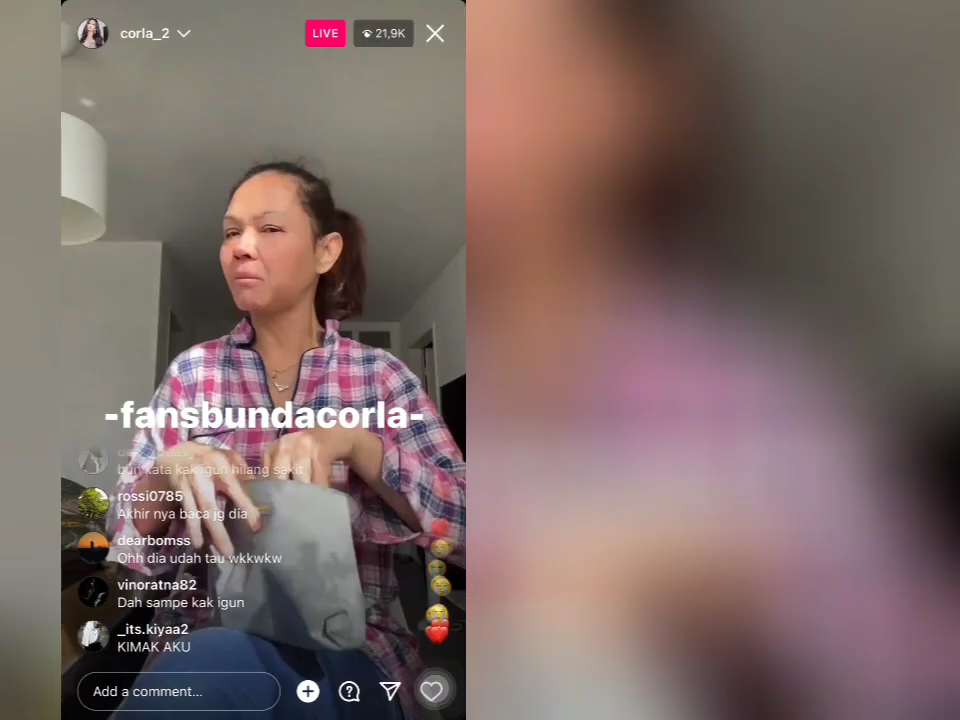 corla_2
LIVE
21,9K
-fansbundacorla-
bun kata kak igun hilang sakit
rossi0785
Akhir nya baca jg dia
dearbomss
Ohh dia udah tau wkkwkw
vinoratna82
Dah sampe kak igun
_its.kiyaa2
KIMAK AKU
Add a comment...